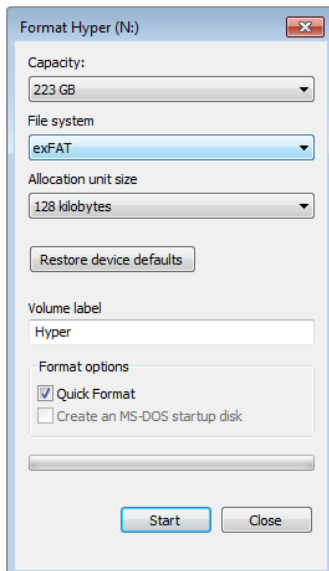 Format Hyper (N:)
Capacity:
223 GB
File system
exFAT
Allocation unit size
128 kilobytes
Restore device defaults
Volume label
Hyper
Format options
Quick Format
Create an MS-DOS startup disk
Start Close